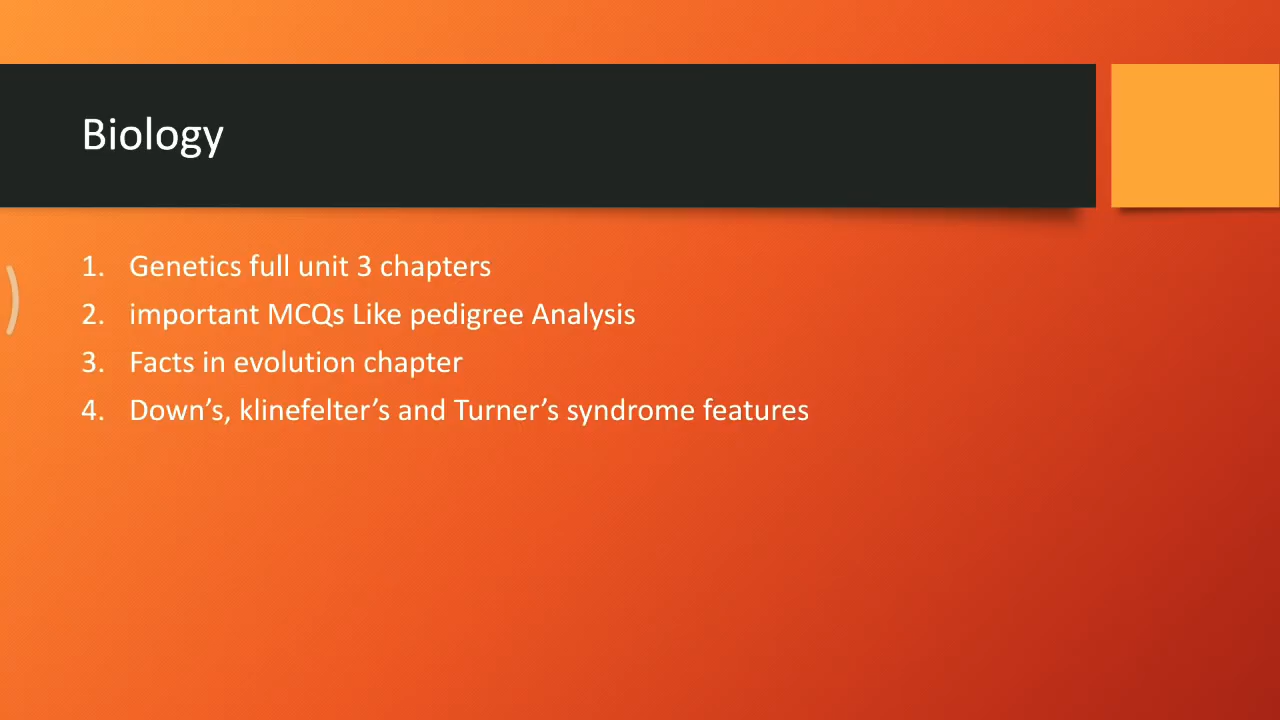 Biology
1. Genetics full unit 3 chapters
2. important MCQs Like pedigree Analysis
3. Facts in evolution chapter
4. Down’s, klinefelter’s and Turner’s syndrome features